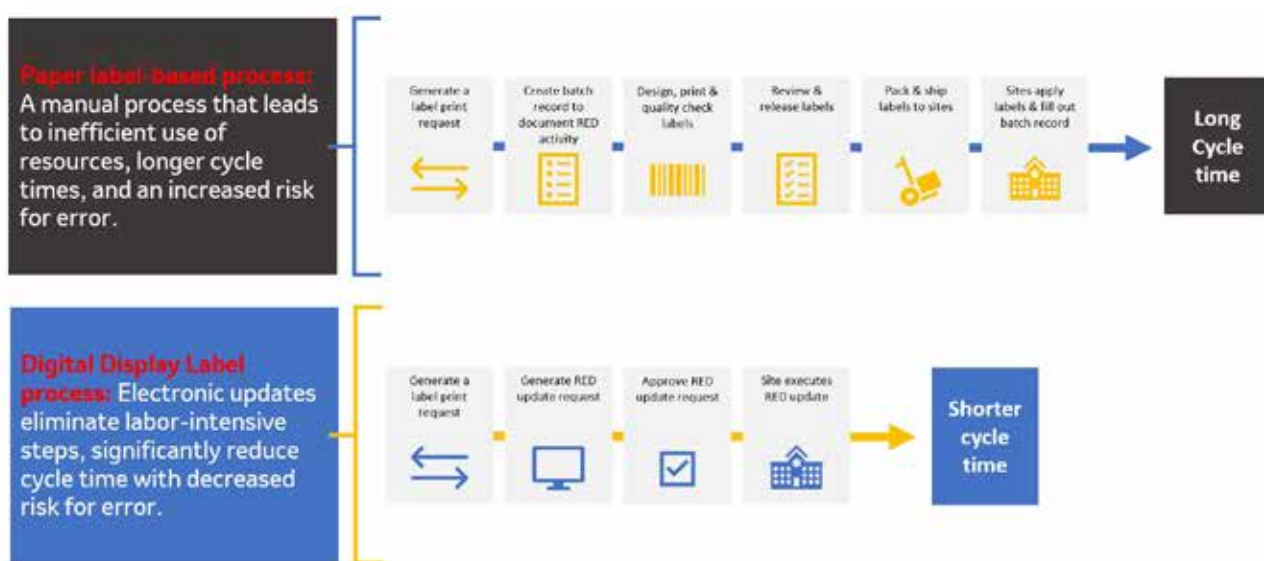 Paper label-based process:
A manual process that leads
to inefficient use of
resources, longer cycle
times, and an increased risk
for error.
Generate a
label print
request
Create batch
record to
document RED
activity
Design, print &
quality check
labels
Review &
release labels
Pack & ship
labels to sites
Sites apply
labels & fill out
batch record
Long
Cycle
time
Digital Display Label
process: Electronic updates
eliminate labor-intensive
steps, significantly reduce
cycle time with decreased
risk for error.
Generate a
label print
request
Generate RED
update request
Approve RED
update request
Site executes
RED update
Shorter
cycle
time